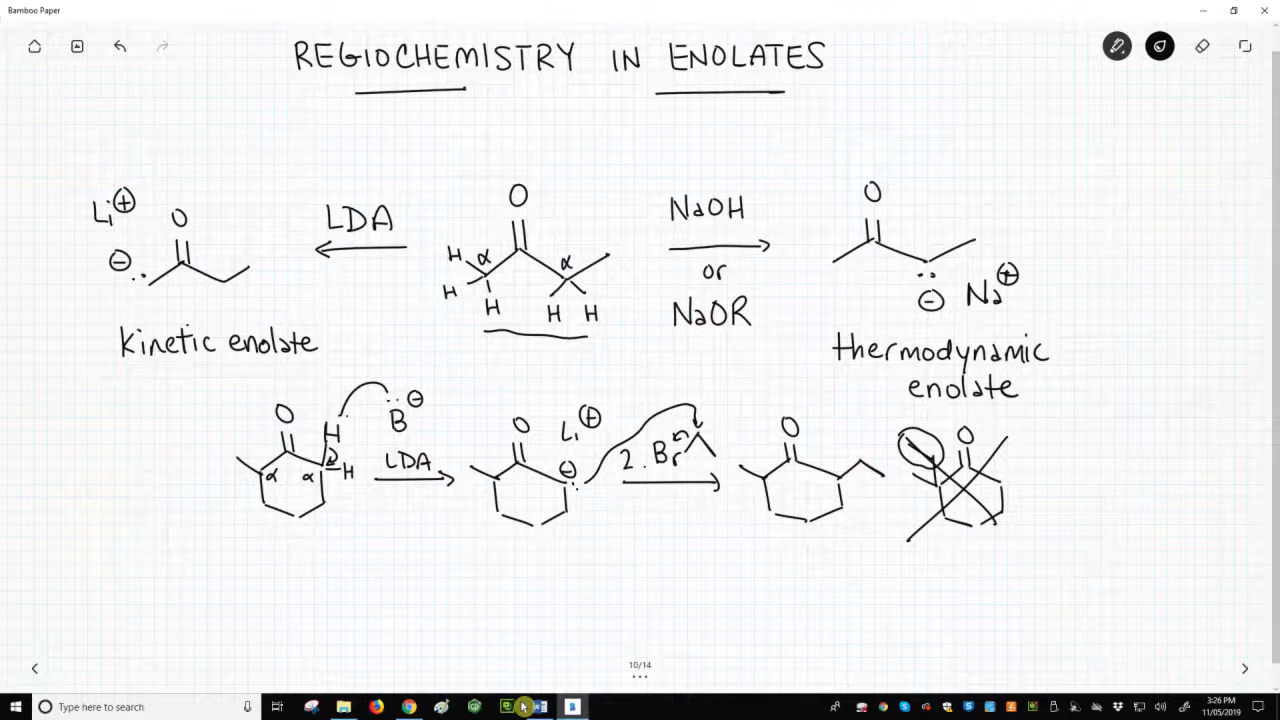 Bamboo Paper
REGIOCHEMISTRY IN ENOLATES
Li ⊕
O
⊖
LDA
O
H α α
H H H H
NaOH
or
NaOR
O
⊖ Na ⊕
kinetic enolate
thermodynamic
enolate
O H B ⊖
α α H
LDA
O Li ⊕
⊖
2. Br
O
O
10/14
Type here to search
3:26 PM
11/05/2019